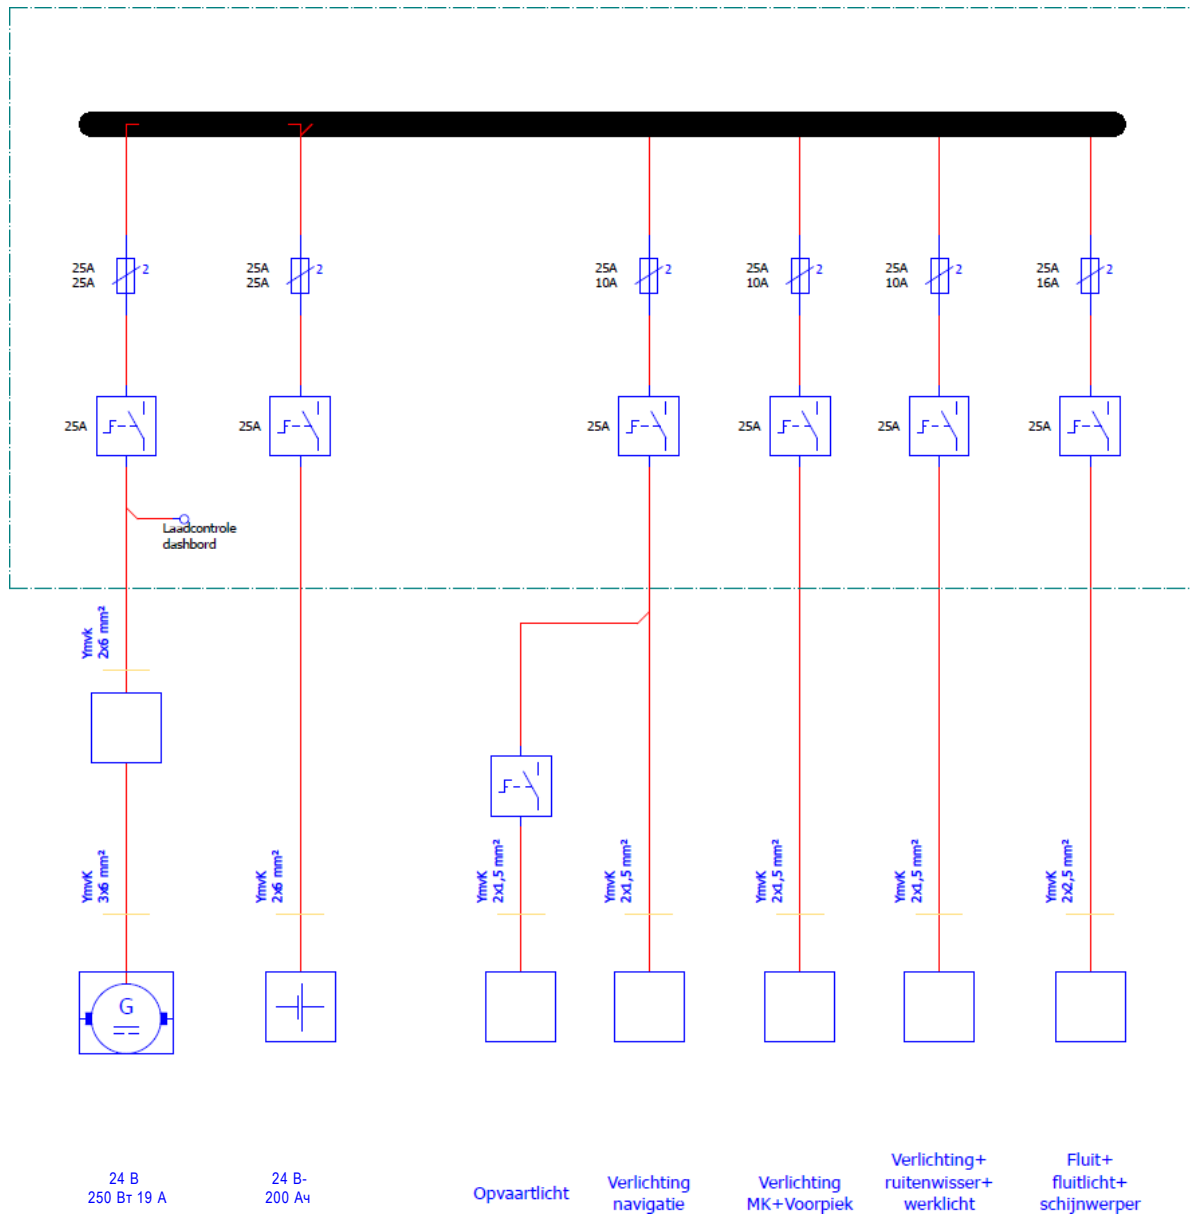 25A
25A
2
25A
25A
2
25A
10A
2
25A
10A
2
25A
10A
2
25A
16A
2
25A
25A
25A
25A
25A
25A
Laadcontrole
dashbord
Ymvk
2x6 mm²
YmvK
3x6 mm²
YmvK
2x6 mm²
YmvK
2x1,5 mm²
YmvK
2x1,5 mm²
YmvK
2x1,5 mm²
YmvK
2x1,5 mm²
YmvK
2x2,5 mm²
G
24 В
250 Вт 19 А
24 В-
200 Ач
Opvaartlicht
Verlichting
navigatie
Verlichting
MK+Voorpiek
Verlichting+
ruitenwisser+
werklicht
Fluit+
fluitlicht+
schijnwerper